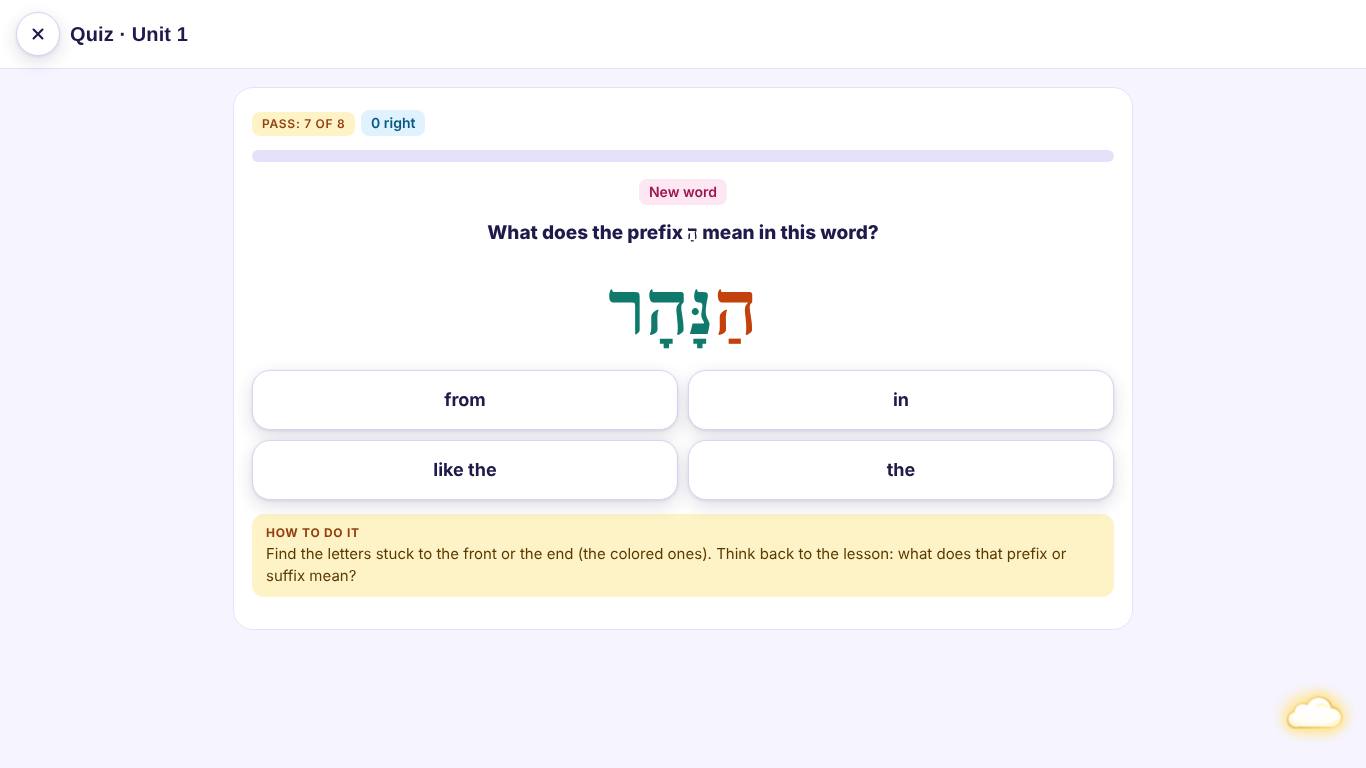 Quiz · Unit 1
PASS: 7 OF 8
0 right
New word
What does the prefix הַ mean in this word?
הַנָּהָר
from
in
like the
the
HOW TO DO IT
Find the letters stuck to the front or the end (the colored ones). Think back to the lesson: what does that prefix or
suffix mean?